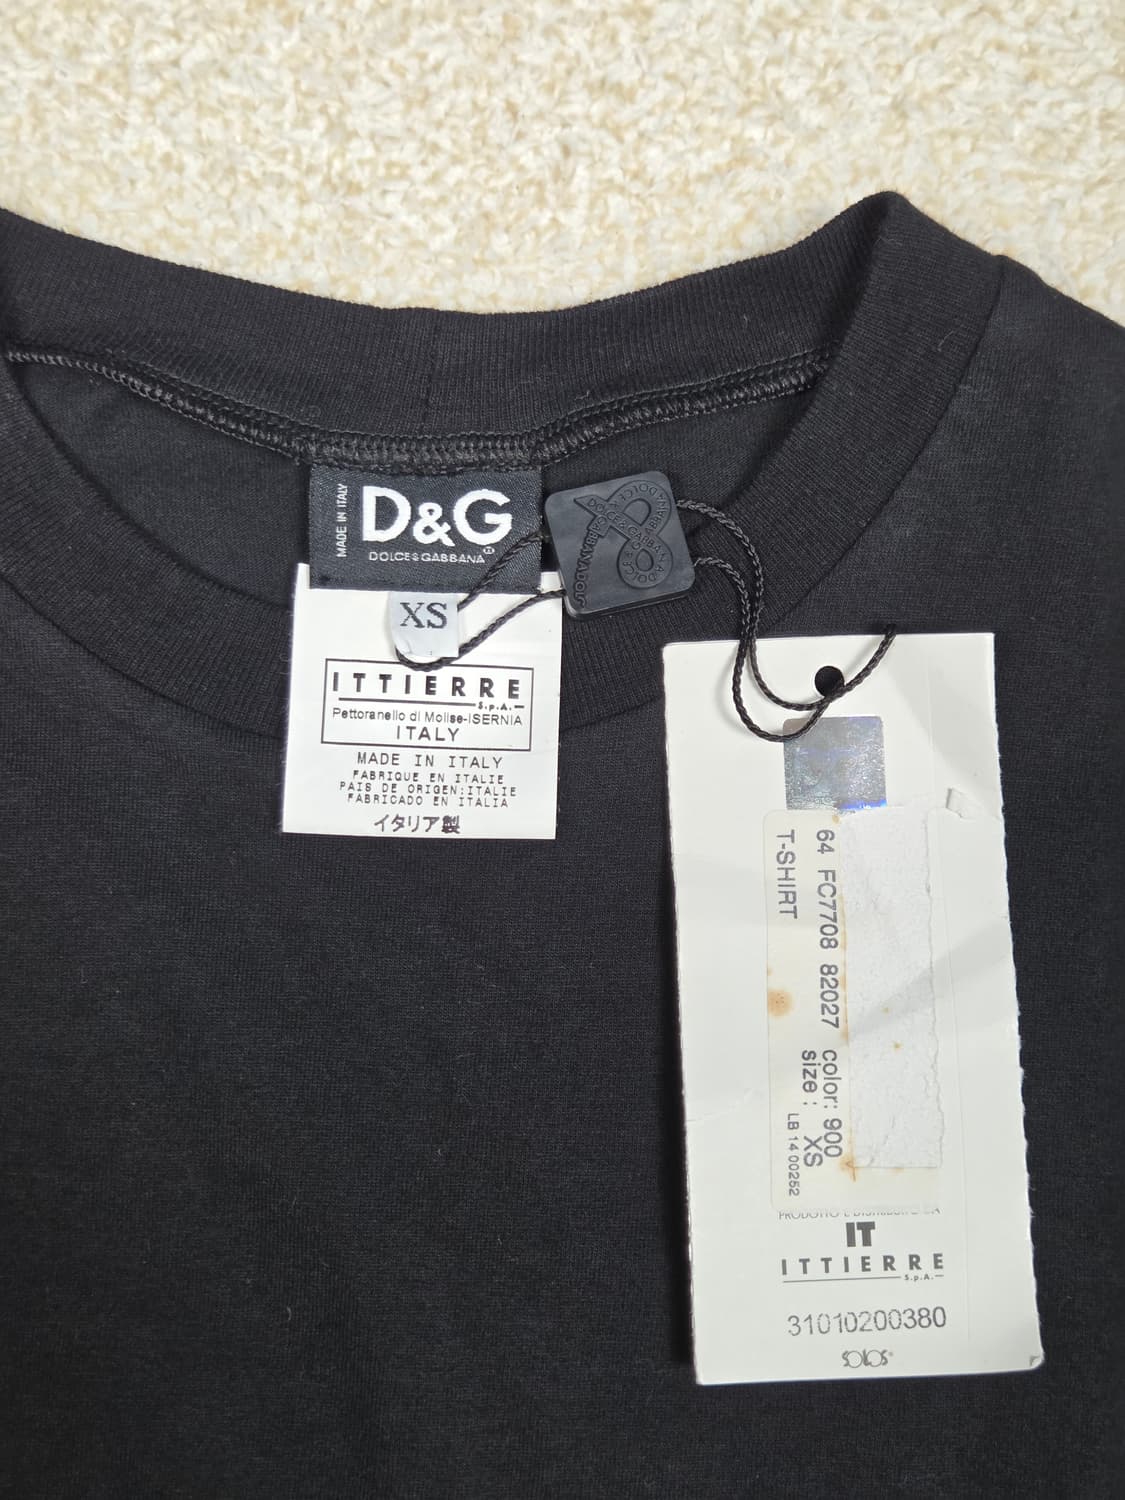 MADE IN ITALY
D&G
DOLCE&GABBANA
XS
ITTIERRE
S.p.A.
Pettoranello di Molise-ISERNIA
ITALY
MADE IN ITALY
FABRIQUE EN ITALIE
PAIS DE ORIGEN:ITALIE
FABRICADO EN ITALIA
イタリア製
64 FC7708 82027 color: 900
T-SHIRT size: XS
LB 14 00252
IT
ITTIERRE
S.p.A.
31010200380